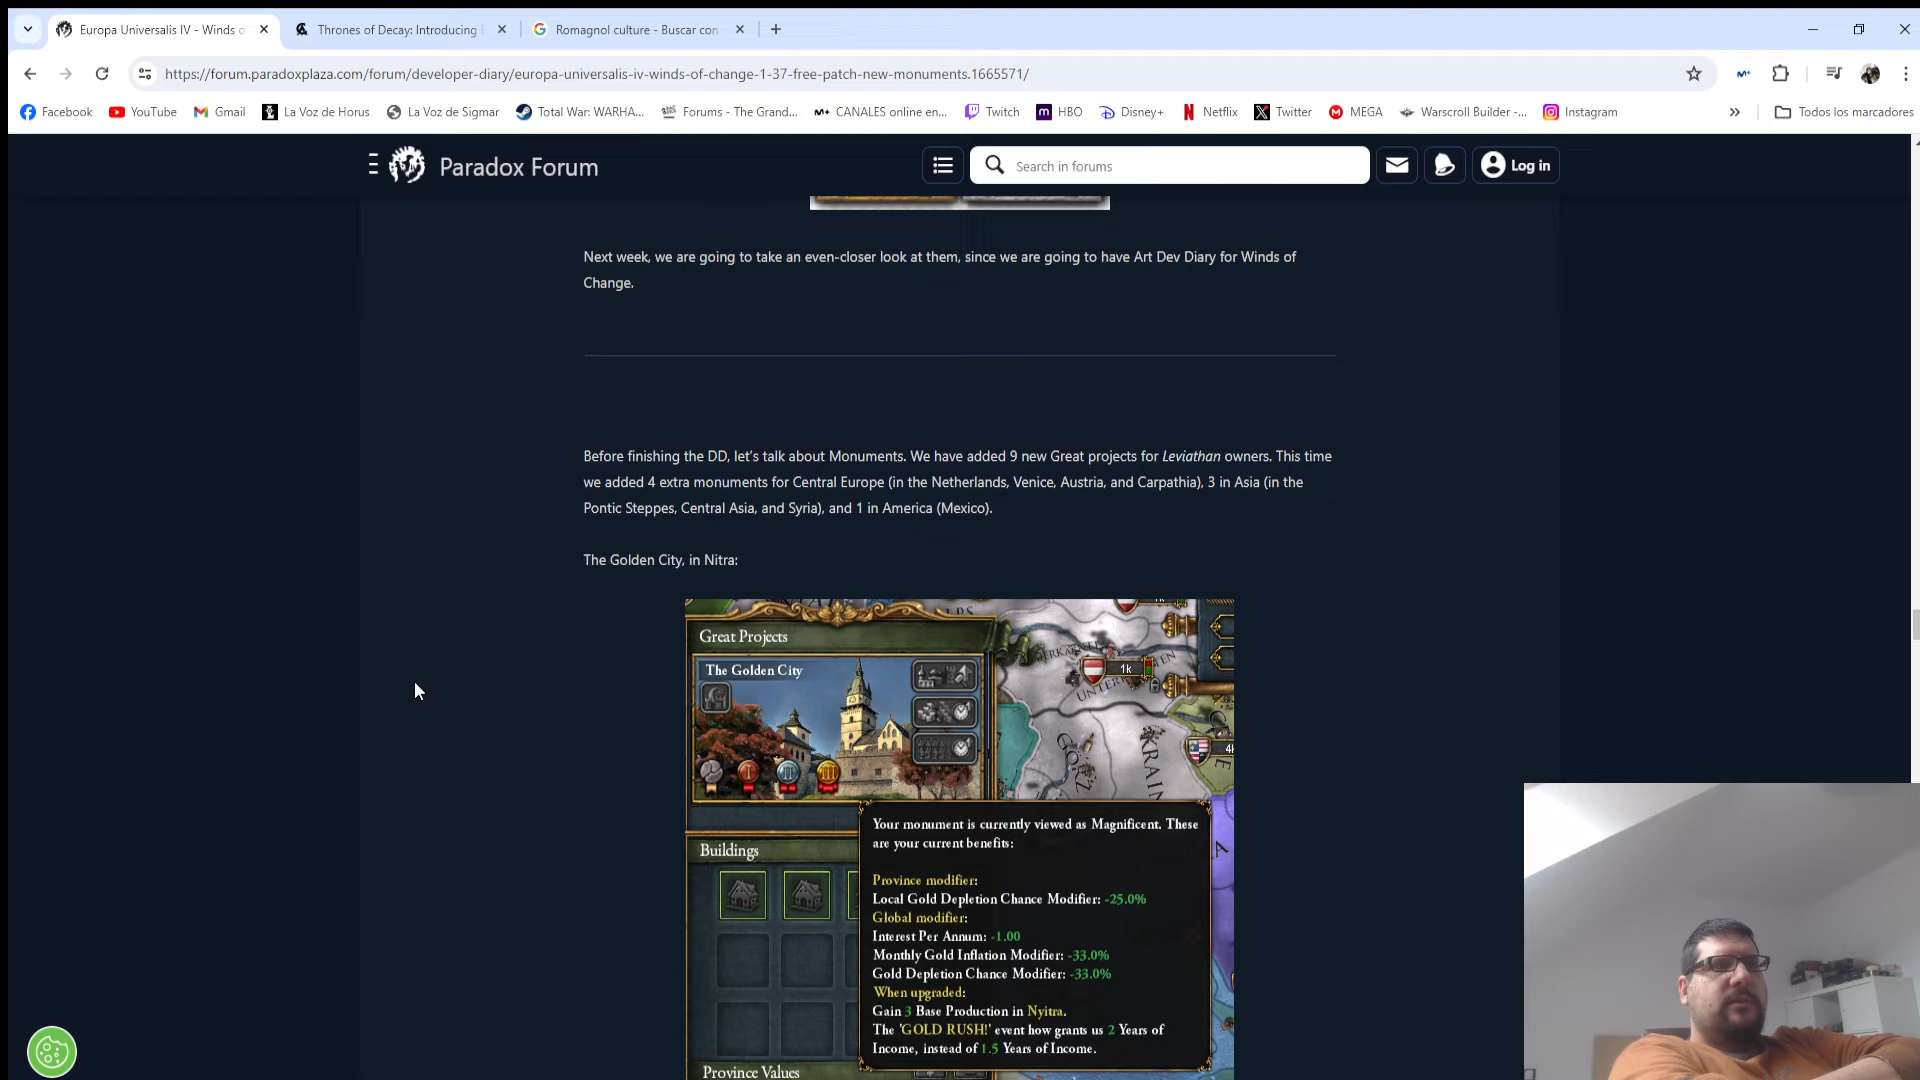 Europa Universalis IV - Winds o
Thrones of Decay: Introducing
Romagnol culture - Buscar con
https://forum.paradoxplaza.com/forum/developer-diary/europa-universalis-iv-winds-of-change-1-37-free-patch-new-monuments.1665571/
Facebook
YouTube
Gmail
La Voz de Horus
La Voz de Sigmar
Total War: WARHA...
Forums - The Grand...
CANALES online en...
Twitch
HBO
Disney+
Netflix
Twitter
MEGA
Warscroll Builder -...
Instagram
Todos los marcadores
Paradox Forum
Search in forums
Log in
Next week, we are going to take an even-closer look at them, since we are going to have Art Dev Diary for Winds of
Change.
Before finishing the DD, let's talk about Monuments. We have added 9 new Great projects for Leviathan owners. This time
we added 4 extra monuments for Central Europe (in the Netherlands, Venice, Austria, and Carpathia), 3 in Asia (in the
Pontic Steppes, Central Asia, and Syria), and 1 in America (Mexico).
The Golden City, in Nitra:
Great Projects
The Golden City
1k
GORZ
KRAIN
4k
Your monument is currently viewed as Magnificent. These
are your current benefits:
Buildings
Province modifier:
Local Gold Depletion Chance Modifier: -25.0%
Global modifier:
Interest Per Annum: -1.00
Monthly Gold Inflation Modifier: -33.0%
Gold Depletion Chance Modifier: -33.0%
When upgraded:
Gain 3 Base Production in Nyitra.
The 'GOLD RUSH!' event how grants us 2 Years of
Income, instead of 1.5 Years of Income.
Province Values